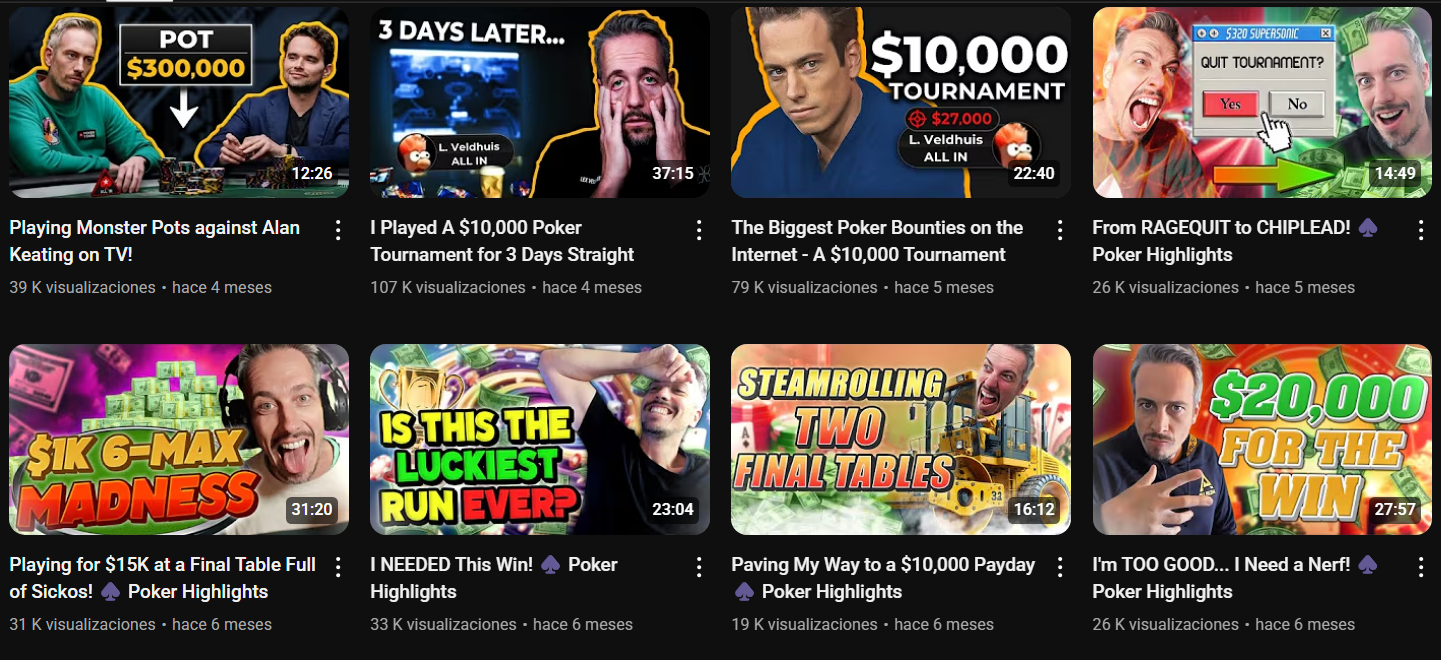 POT
$300,000
ALL IN
12:26
3 DAYS LATER...
L. Veldhuis
ALL IN
37:15
$10,000
TOURNAMENT
$27,000
L. Veldhuis
ALL IN
22:40
$320 SUPERSONIC
QUIT TOURNAMENT?
Yes
No
14:49
Playing Monster Pots against Alan
Keating on TV!
39 K visualizaciones • hace 4 meses
I Played A $10,000 Poker
Tournament for 3 Days Straight
107 K visualizaciones • hace 4 meses
The Biggest Poker Bounties on the
Internet - A $10,000 Tournament
79 K visualizaciones • hace 5 meses
From RAGEQUIT to CHIPLEAD! ♠
Poker Highlights
26 K visualizaciones • hace 5 meses
$1K 6-MAX
MADNESS
31:20
IS THIS THE
LUCKIEST
RUN EVER?
23:04
STEAMROLLING
TWO
FINAL TABLES
A
33
16:12
$20,000
FOR THE
WIN
27:57
Playing for $15K at a Final Table Full
of Sickos! ♠ Poker Highlights
31 K visualizaciones • hace 6 meses
I NEEDED This Win! ♠ Poker
Highlights
33 K visualizaciones • hace 6 meses
Paving My Way to a $10,000 Payday
♠ Poker Highlights
19 K visualizaciones • hace 6 meses
I'm TOO GOOD... I Need a Nerf! ♠
Poker Highlights
26 K visualizaciones • hace 6 meses